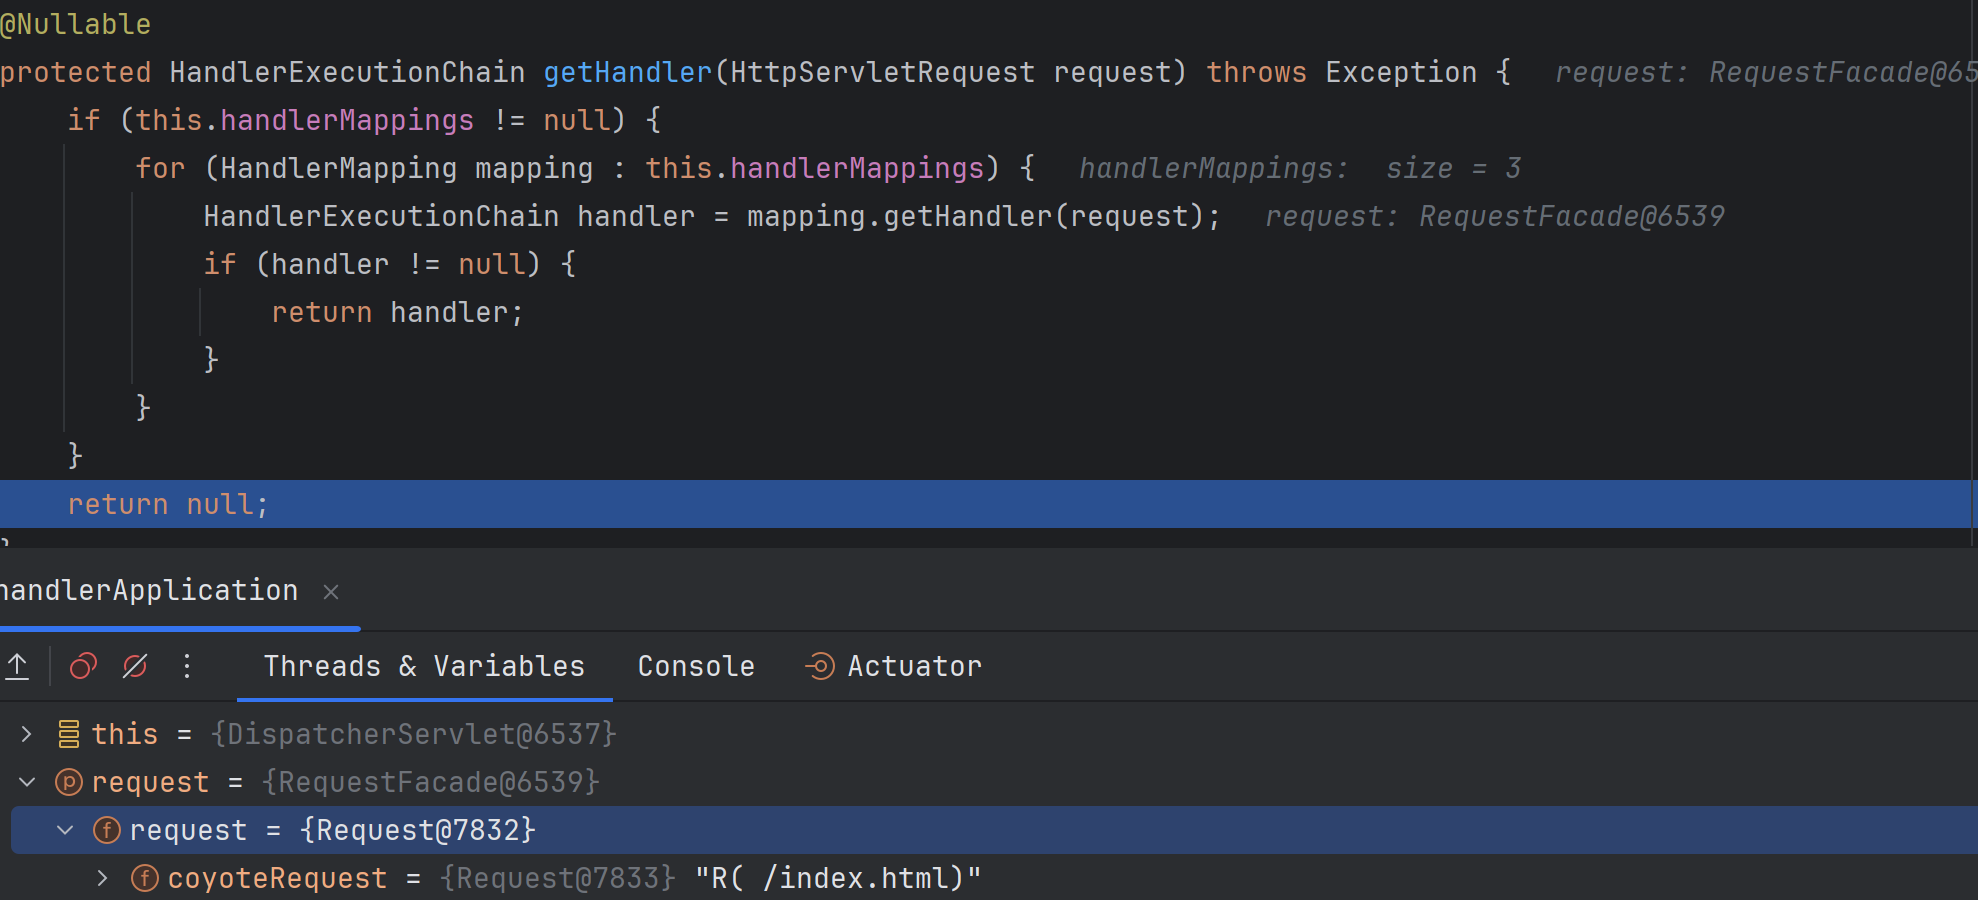 @Nullable
protected HandlerExecutionChain getHandler(HttpServletRequest request) throws Exception {   request: RequestFacade@65
if (this.handlerMappings != null) {
for (HandlerMapping mapping : this.handlerMappings) {   handlerMappings:  size = 3
HandlerExecutionChain handler = mapping.getHandler(request);   request: RequestFacade@6539
if (handler != null) {
return handler;
}
}
}
return null;
}
handlerApplication ×
Threads & Variables   Console   Actuator
this = {DispatcherServlet@6537}
p request = {RequestFacade@6539}
f request = {Request@7832}
f coyoteRequest = {Request@7833} "R( /index.html)"